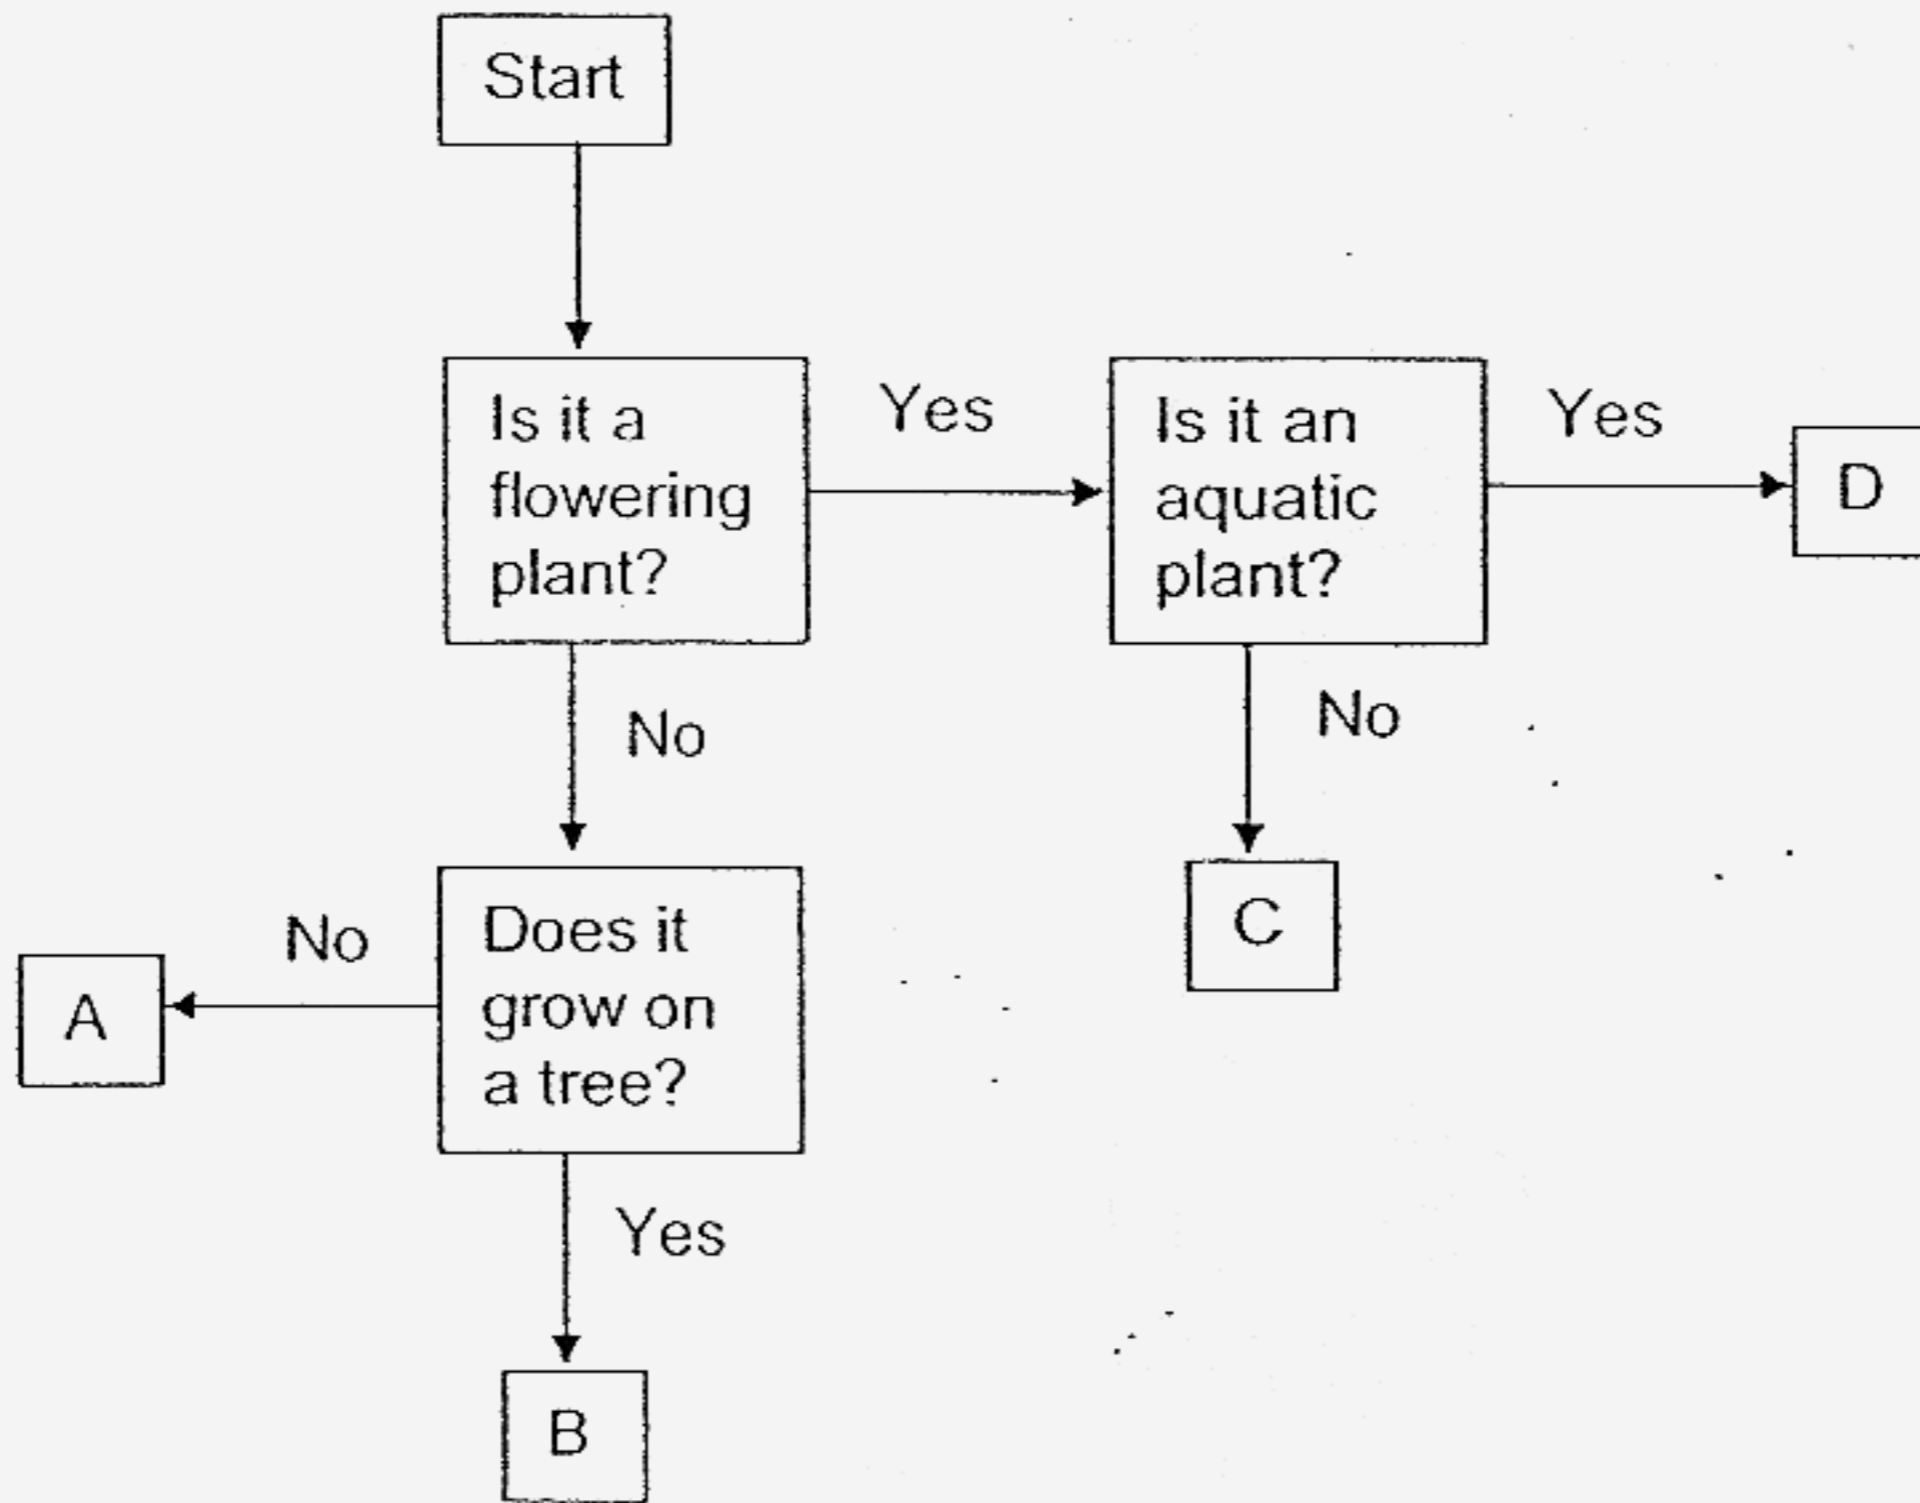 Start
Is it a
flowering
plant?
Yes
Is it an
aquatic
plant?
Yes
D
No
No
C
Does it
grow on
a tree?
No
A
Yes
B